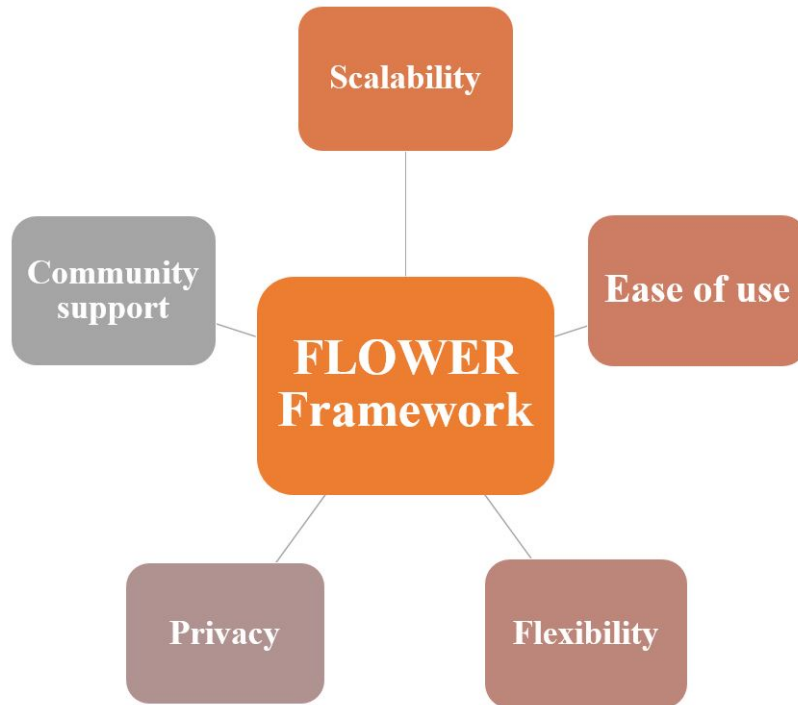 Scalability
Community
support
Ease of use
FLOWER
Framework
Privacy
Flexibility